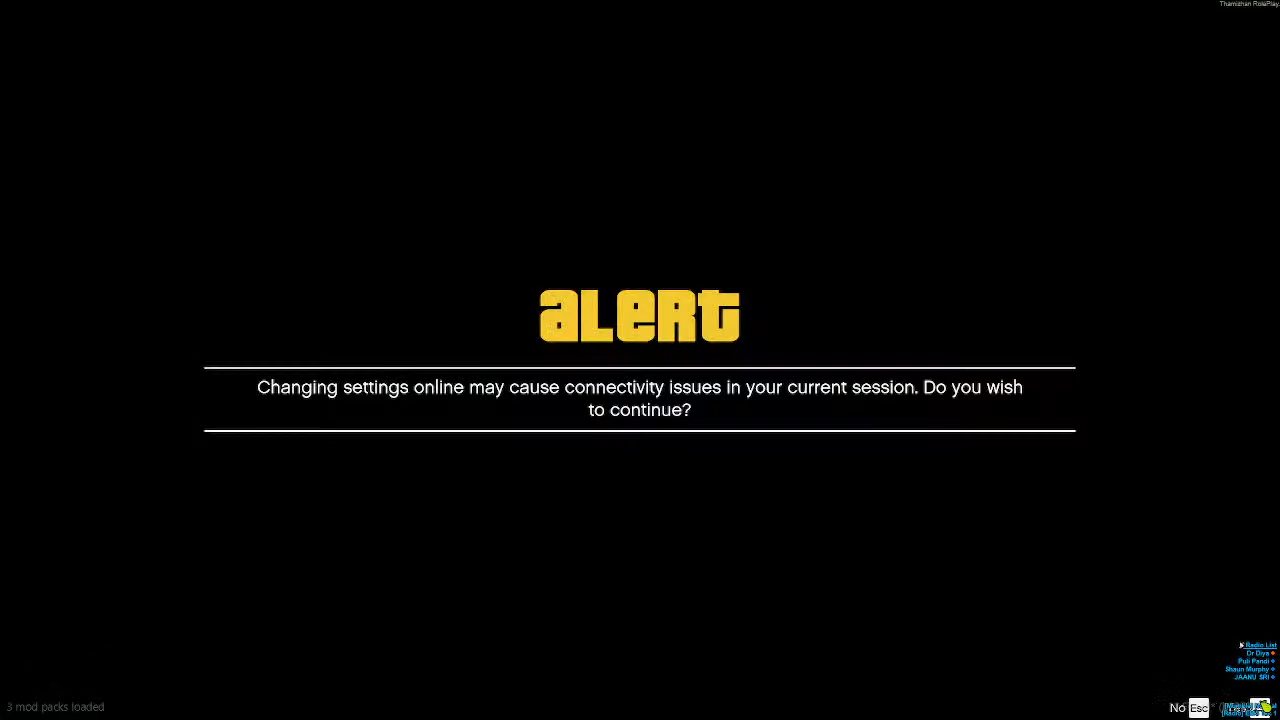 Thamizhan RolePlay
alert
Changing settings online may cause connectivity issues in your current session. Do you wish
to continue?
Radio List
Dr Diya
Puli Pandi
Shaun Murphy
JAANU SRI
3 mod packs loaded
No Esc